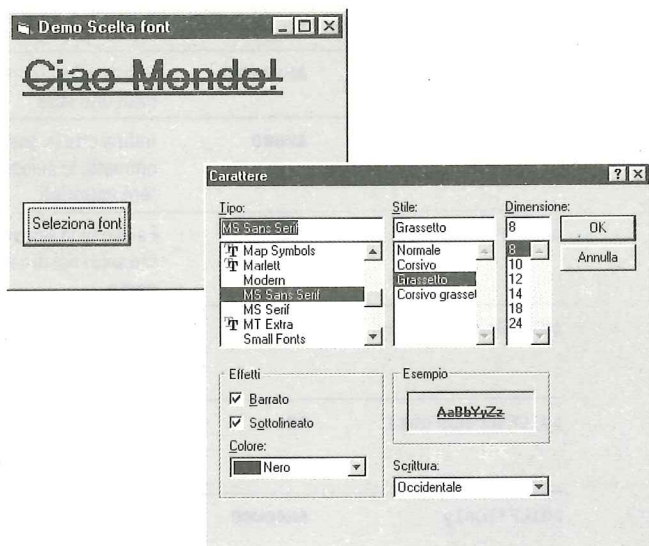 Demo Scelta font
Ciao Mondo!
Seleziona font
Carattere
Tipo:
MS Sans Serif
Map Symbols
Marlett
Modern
MS Sans Serif
MS Serif
MT Extra
Small Fonts
Stile:
Grassetto
Normale
Corsivo
Grassetto
Corsivo grasset
Dimensione:
8
8
10
12
14
18
24
OK
Annulla
Effetti
Barrato
Sottolineato
Colore:
Nero
Esempio
AaBbYyZz
Scrittura:
Occidentale